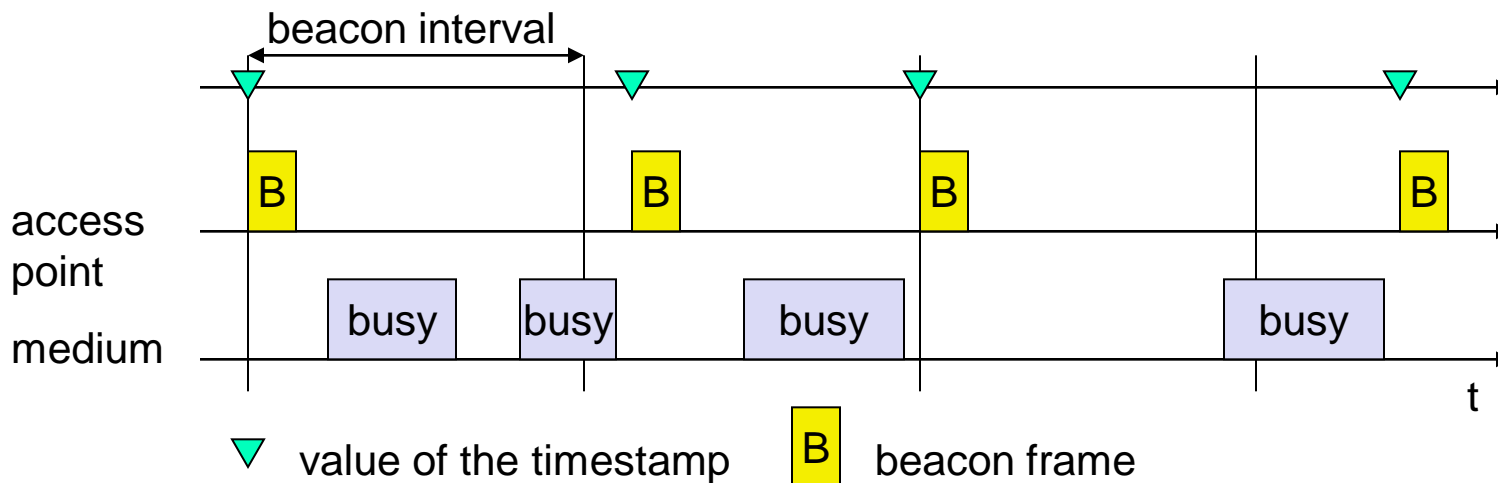 beacon interval
B B B B
access
point
busy busy busy busy
medium
t
value of the timestamp B beacon frame